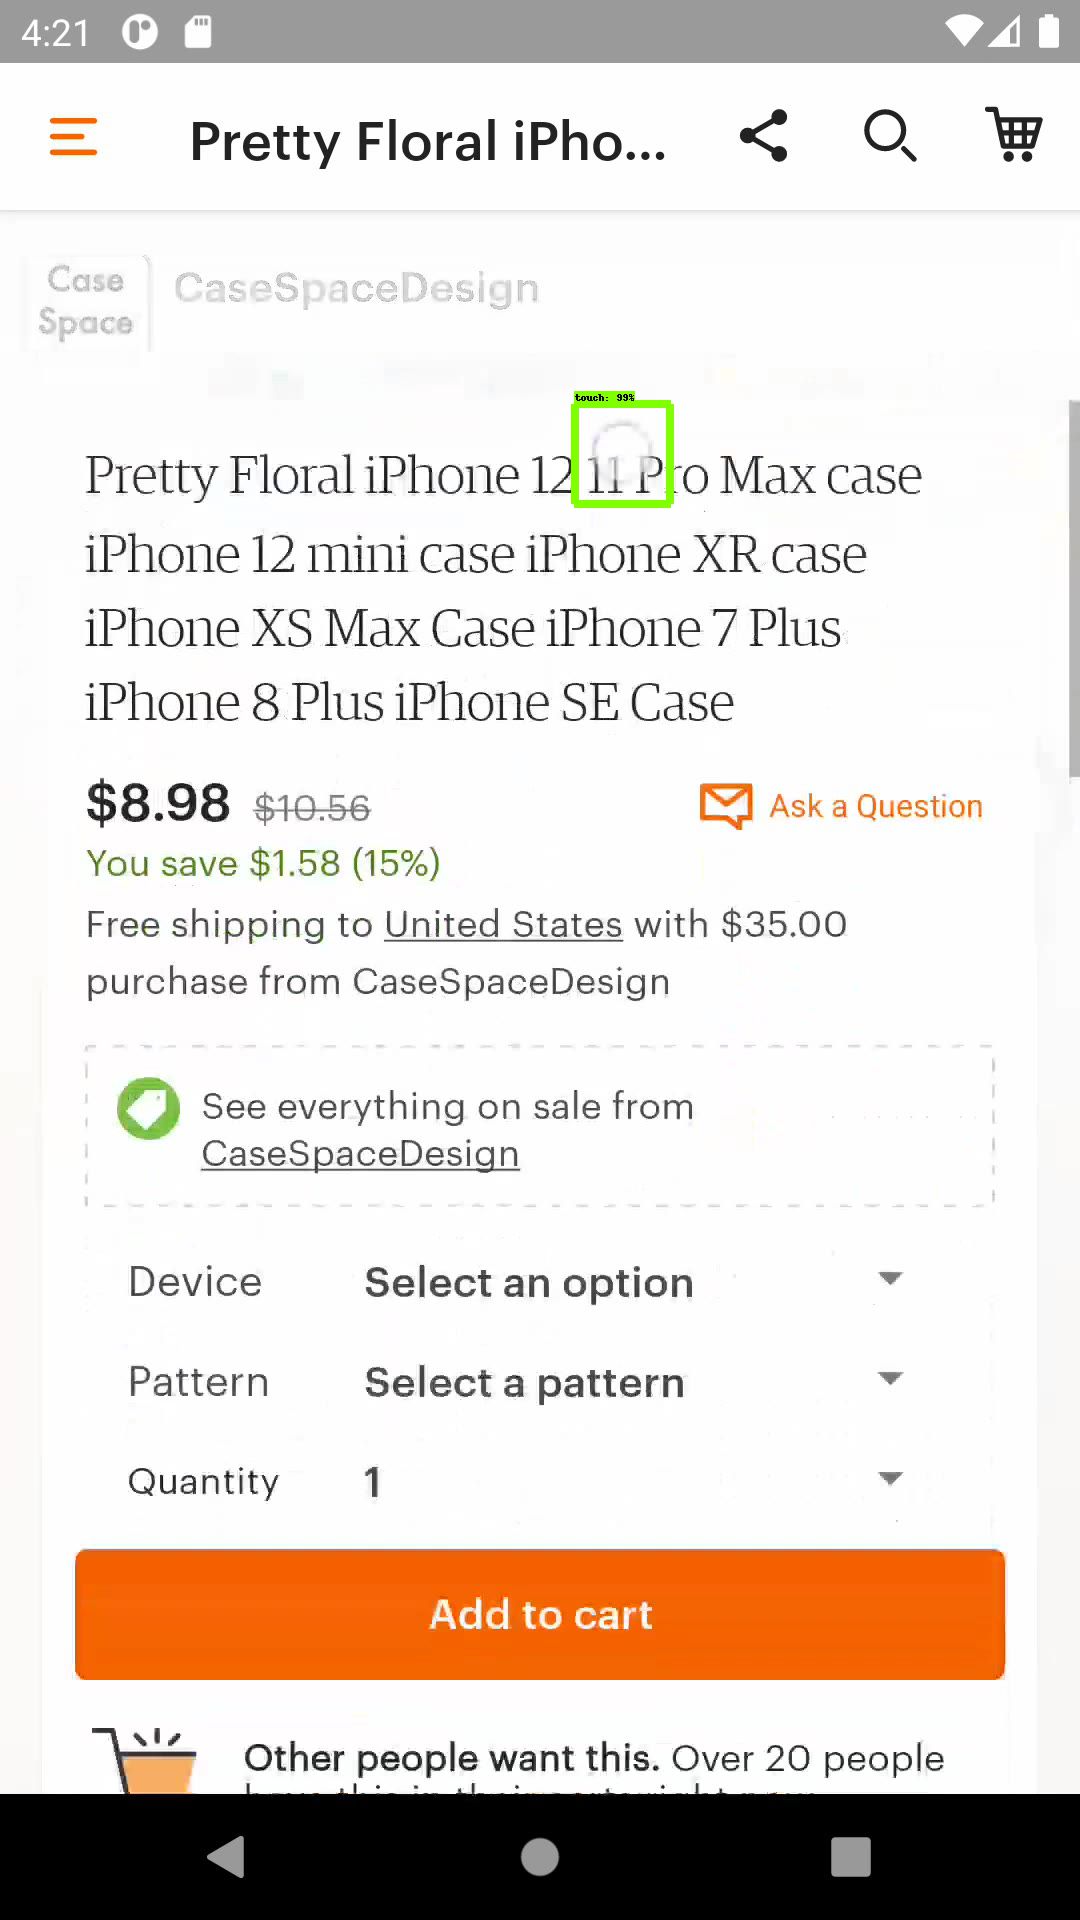 4:21
Pretty Floral iPho...
Case
Space
CaseSpaceDesign
touch: 99%
Pretty Floral iPhone 12 11 Pro Max case
iPhone 12 mini case iPhone XR case
iPhone XS Max Case iPhone 7 Plus
iPhone 8 Plus iPhone SE Case
$8.98 $10.56
Ask a Question
You save $1.58 (15%)
Free shipping to United States with $35.00
purchase from CaseSpaceDesign
See everything on sale from
CaseSpaceDesign
Device Select an option
Pattern Select a pattern
Quantity 1
Add to cart
Other people want this. Over 20 people